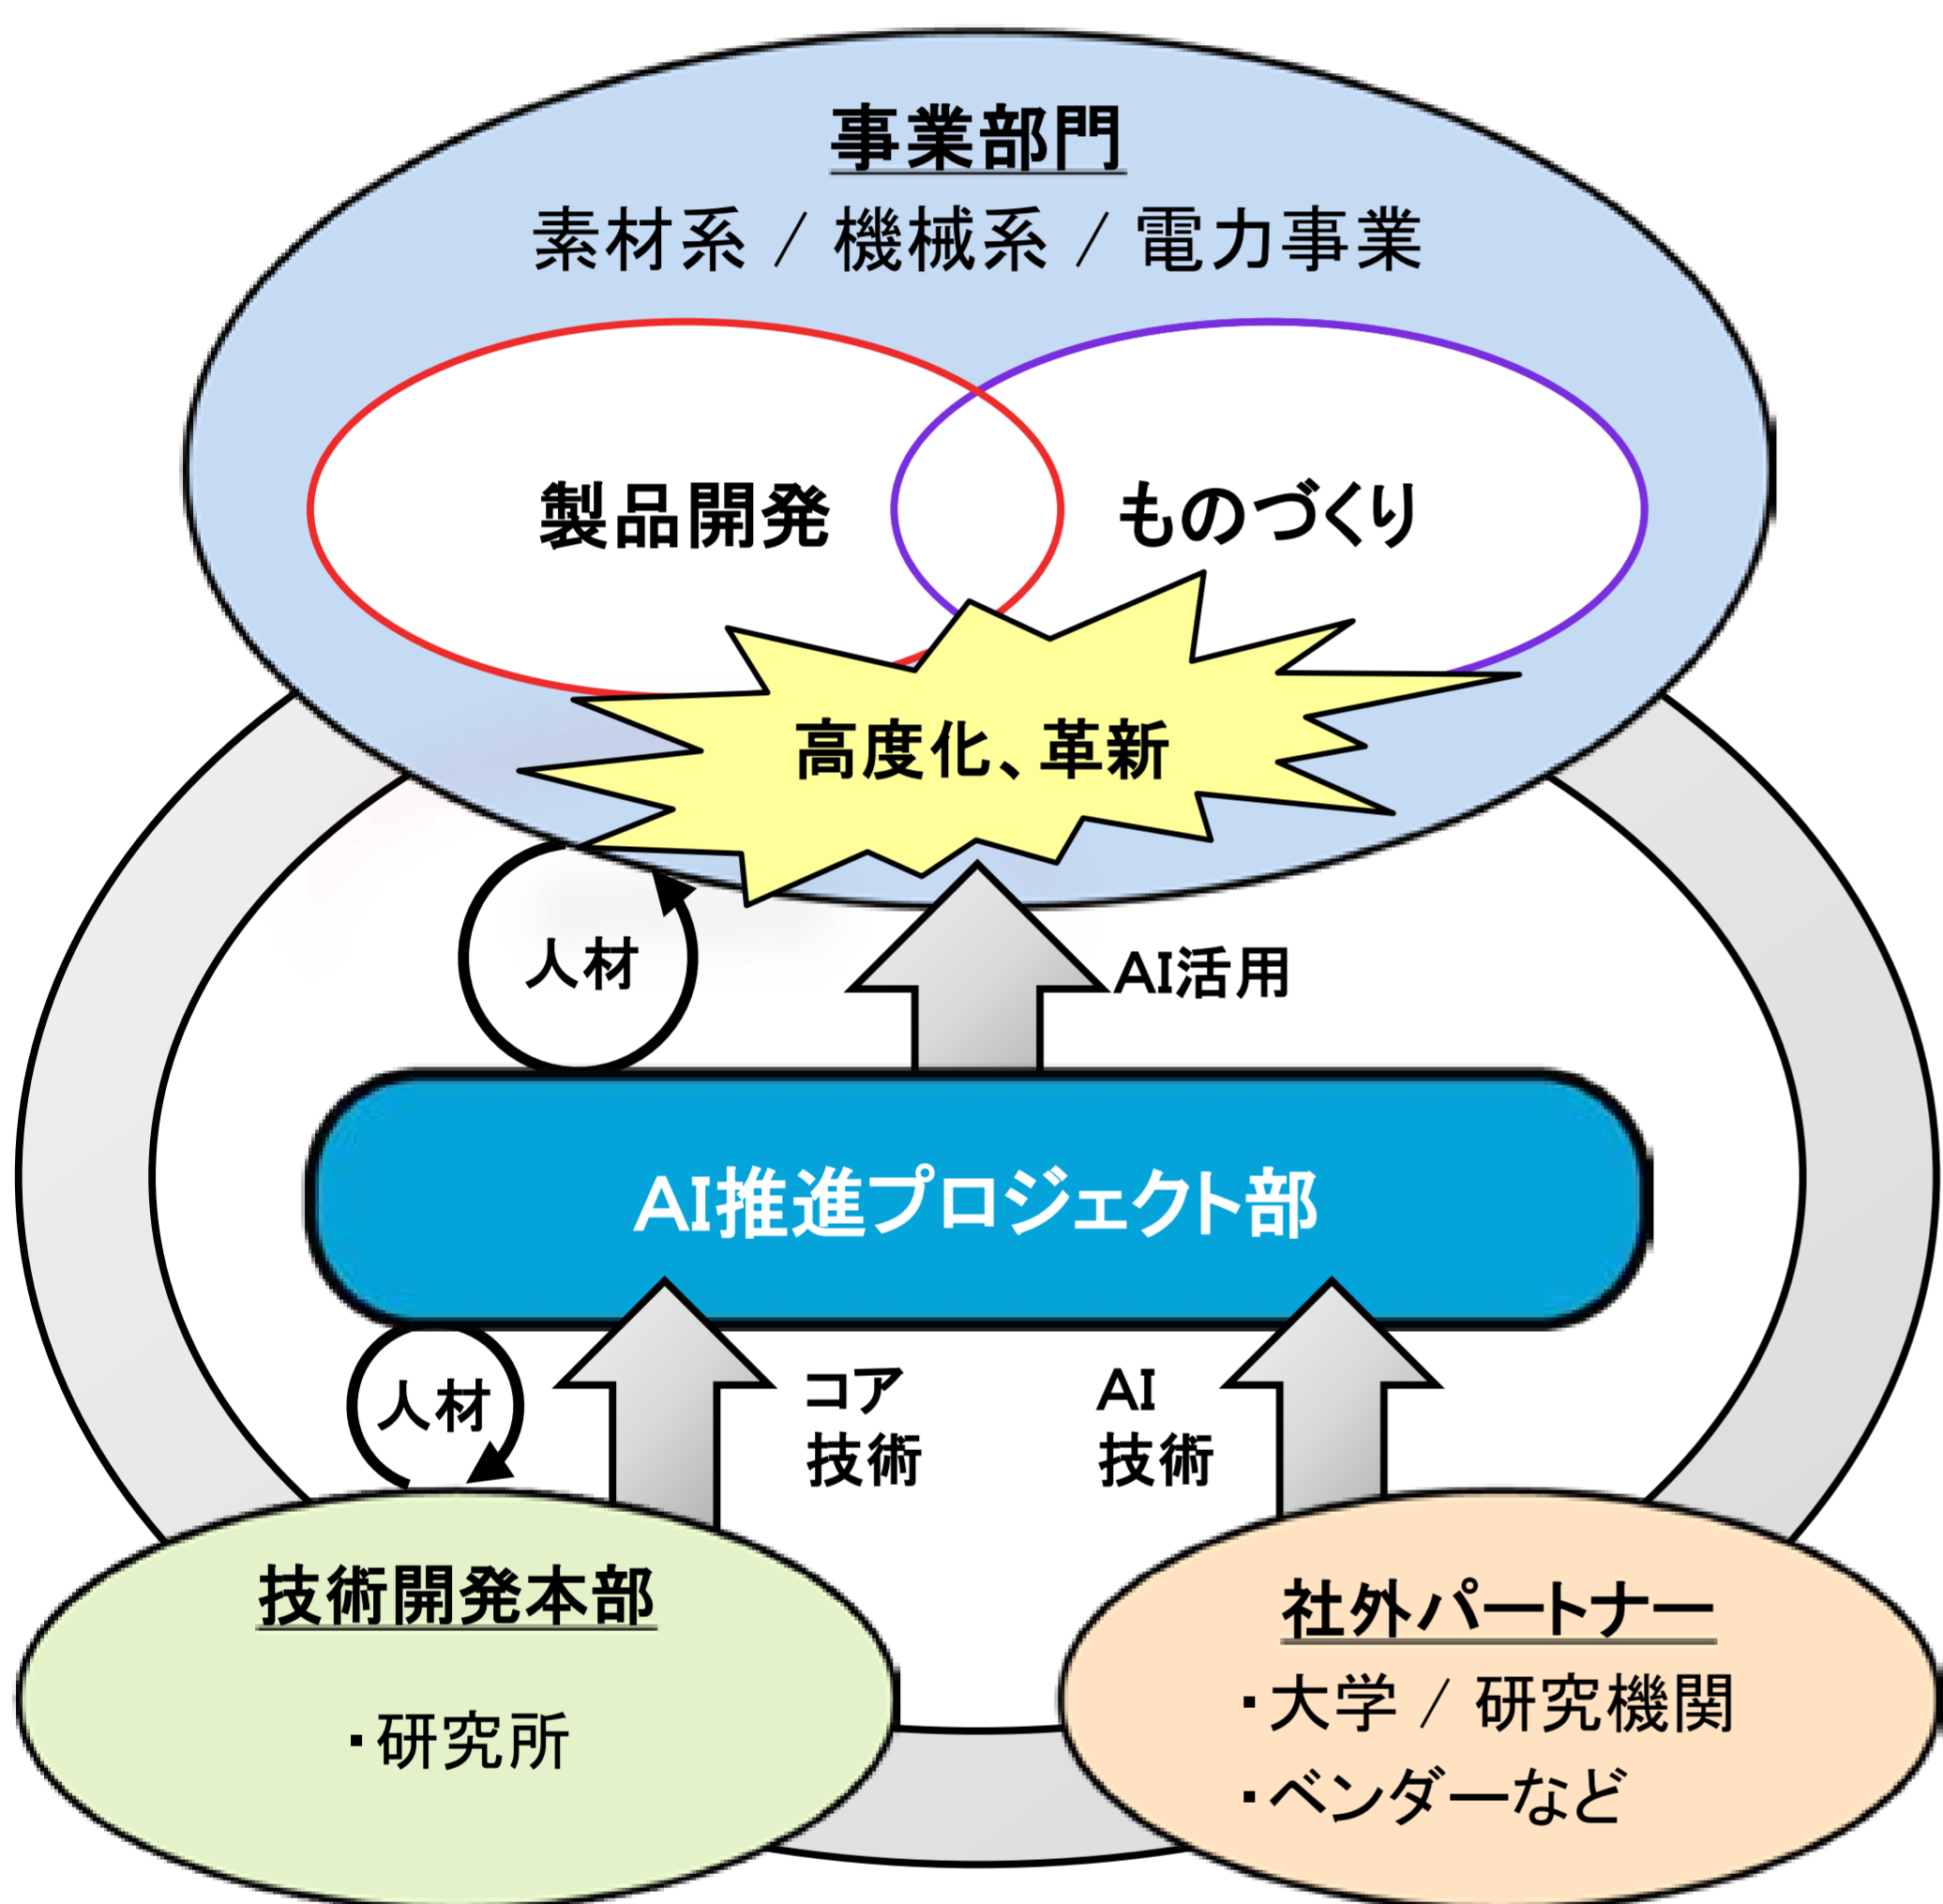 事業部門
素材系 / 機械系 / 電力事業
製品開発
ものづくり
高度化、革新
人材
AI活用
AI推進プロジェクト部
人材
コア
技術
AI
技術
技術開発本部
・研究所
社外パートナー
・大学 / 研究機関
・ベンダーなど